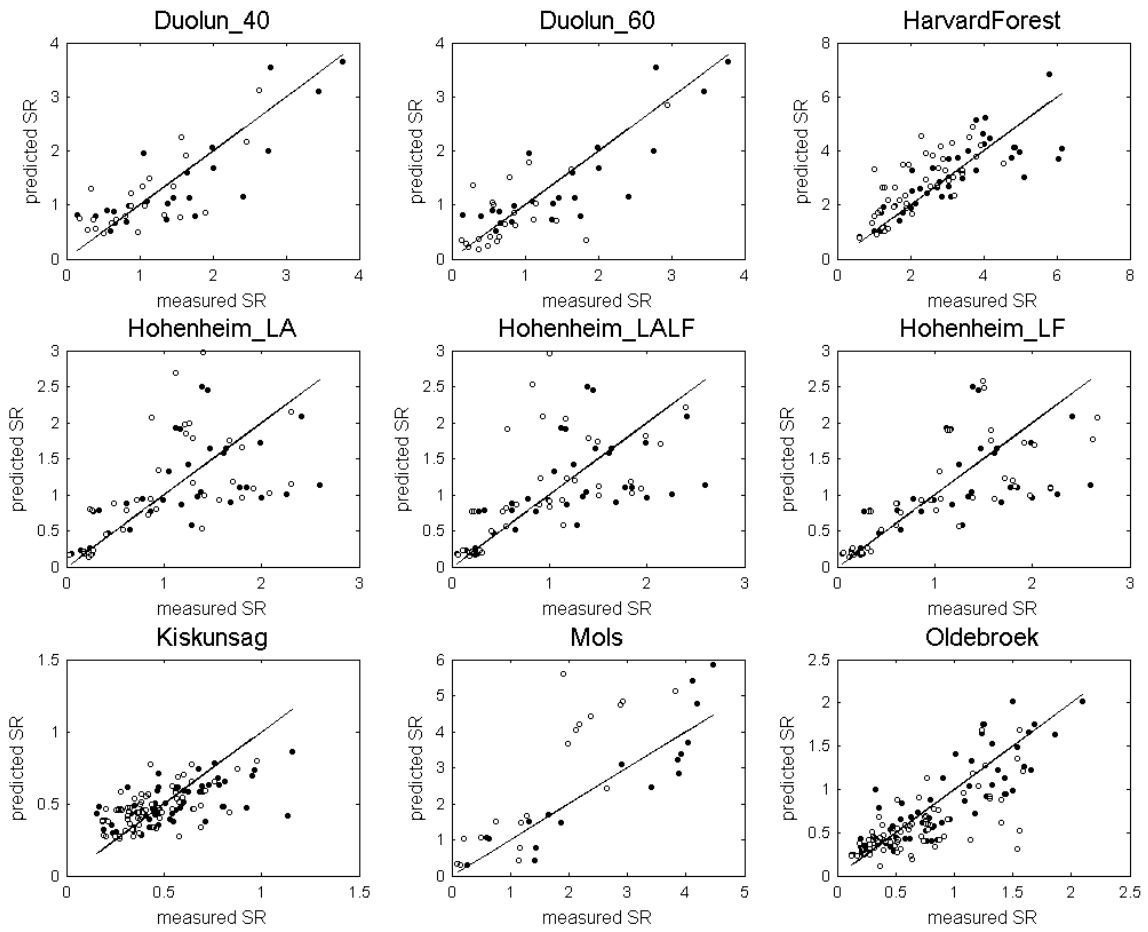 Duolun_40
Duolun_60
HarvardForest
predicted SR
4
3
2
1
0
0 1 2 3 4
measured SR
predicted SR
4
3
2
1
0
0 1 2 3 4
measured SR
predicted SR
8
6
4
2
0
0 2 4 6 8
measured SR
Hohenheim_LA
Hohenheim_LALF
Hohenheim_LF
predicted SR
3
2.5
2
1.5
1
0.5
0
0 1 2 3
measured SR
predicted SR
3
2.5
2
1.5
1
0.5
0
0 1 2 3
measured SR
predicted SR
3
2.5
2
1.5
1
0.5
0
0 1 2 3
measured SR
Kiskunsag
Mols
Oldebroek
predicted SR
1.5
1
0.5
0
0 0.5 1 1.5
measured SR
predicted SR
6
5
4
3
2
1
0
0 1 2 3 4 5
measured SR
predicted SR
2.5
2
1.5
1
0.5
0
0 0.5 1 1.5 2 2.5
measured SR